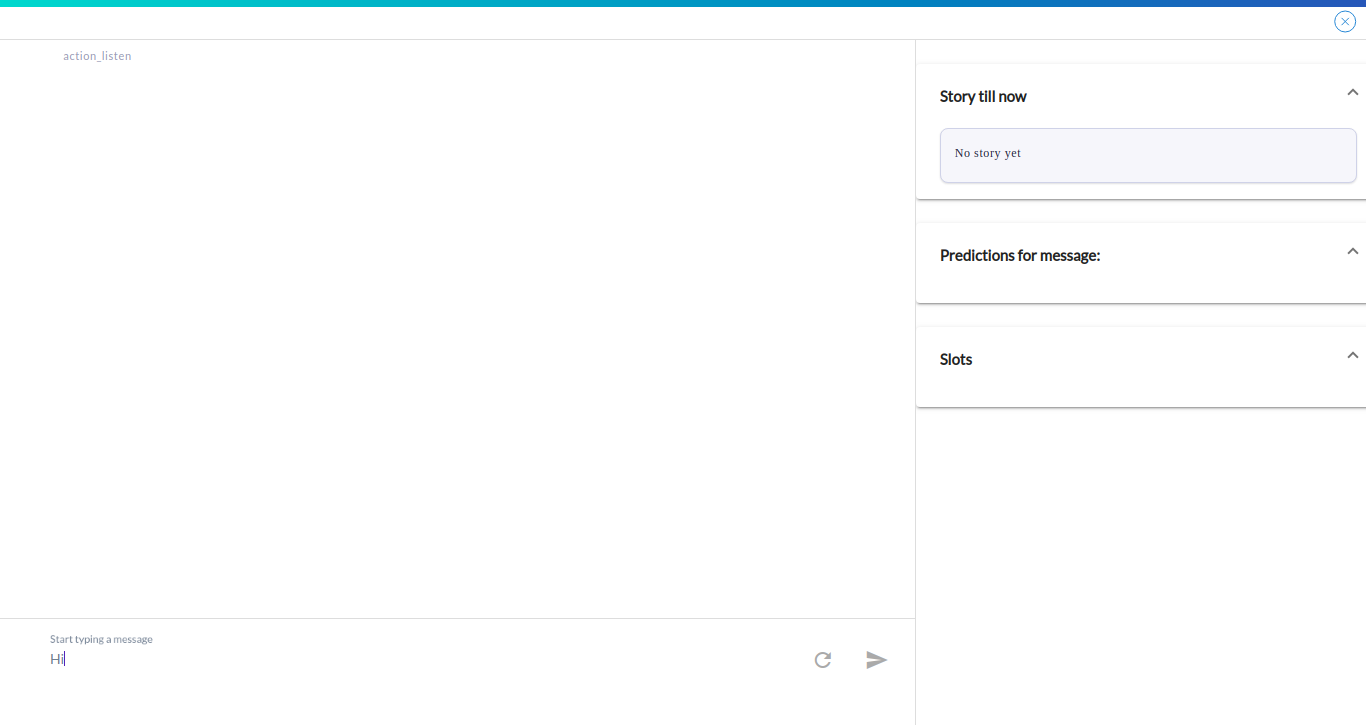 action_listen
Story till now
No story yet
Predictions for message:
Slots
Start typing a message
Hi